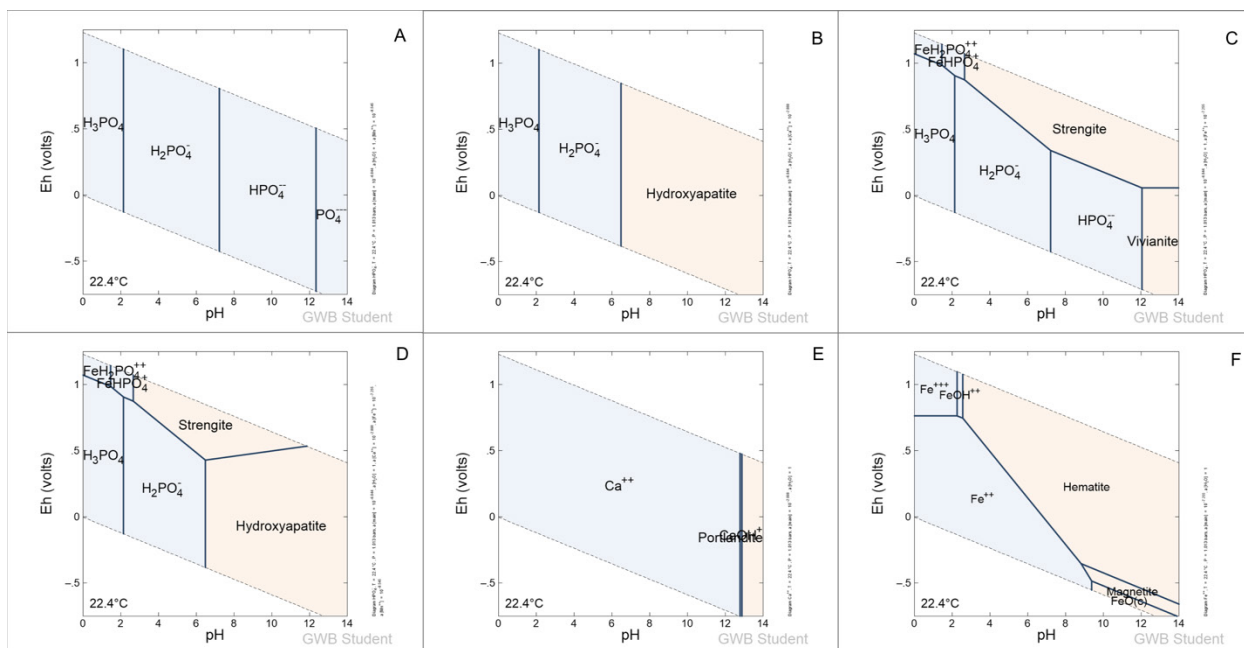 A
Eh (volts)
1
.5
0
–.5
H₃PO₄
H₂PO₄⁻
HPO₄⁻⁻
PO₄⁻⁻⁻
22.4°C
0 2 4 6 8 10 12 14
pH
GWB Student
B
Eh (volts)
1
.5
0
–.5
H₃PO₄
H₂PO₄⁻
Hydroxyapatite
22.4°C
0 2 4 6 8 10 12 14
pH
GWB Student
C
Eh (volts)
1
.5
0
–.5
FeH₂PO₄⁺⁺
FeHPO₄⁺
Strengite
H₃PO₄
H₂PO₄⁻
HPO₄⁻⁻
Vivianite
22.4°C
0 2 4 6 8 10 12 14
pH
GWB Student
D
Eh (volts)
1
.5
0
–.5
FeH₂PO₄⁺⁺
FeHPO₄⁺
Strengite
H₃PO₄
H₂PO₄⁻
Hydroxyapatite
22.4°C
0 2 4 6 8 10 12 14
pH
GWB Student
E
Eh (volts)
1
.5
0
–.5
Ca⁺⁺
Portlandite
CaOH⁺
22.4°C
0 2 4 6 8 10 12 14
pH
GWB Student
F
Eh (volts)
1
.5
0
–.5
Fe⁺⁺⁺
FeOH⁺⁺
Hematite
Fe⁺⁺
Magnetite
FeO(c)
22.4°C
0 2 4 6 8 10 12 14
pH
GWB Student